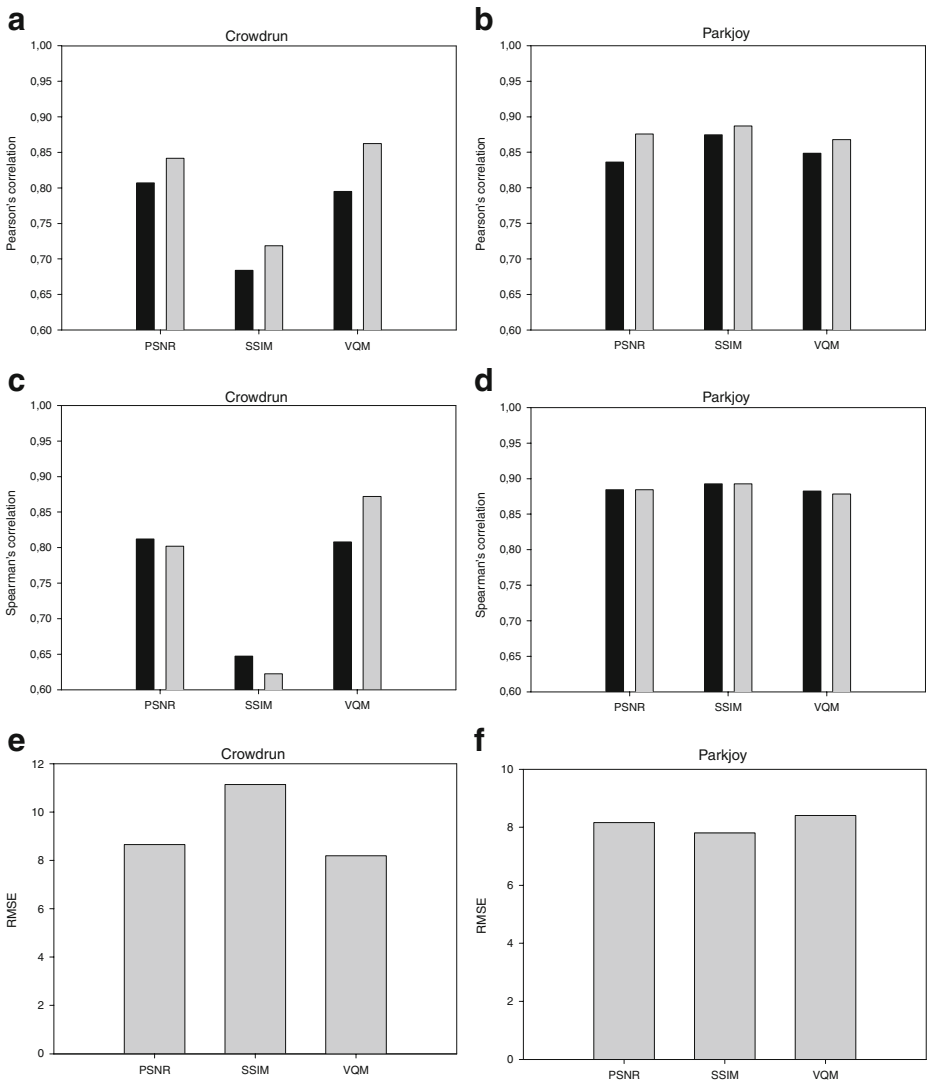 a
Crowdrun
Pearson's correlation
1,00
0,95
0,90
0,85
0,80
0,75
0,70
0,65
0,60
PSNR SSIM VQM
b
Parkjoy
Pearson's correlation
1,00
0,95
0,90
0,85
0,80
0,75
0,70
0,65
0,60
PSNR SSIM VQM
c
Crowdrun
Spearman's correlation
1,00
0,95
0,90
0,85
0,80
0,75
0,70
0,65
0,60
PSNR SSIM VQM
d
Parkjoy
Spearman's correlation
1,00
0,95
0,90
0,85
0,80
0,75
0,70
0,65
0,60
PSNR SSIM VQM
e
Crowdrun
RMSE
12
10
8
6
4
2
0
PSNR SSIM VQM
f
Parkjoy
RMSE
10
8
6
4
2
0
PSNR SSIM VQM